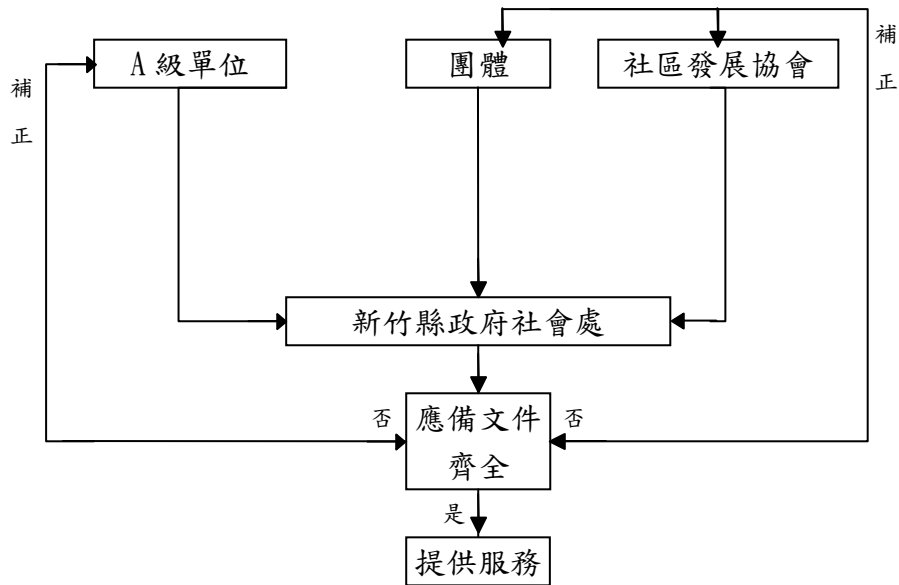 A級單位
團體
社區發展協會
補正
補正
新竹縣政府社會處
否
應備文件
齊全
否
是
提供服務